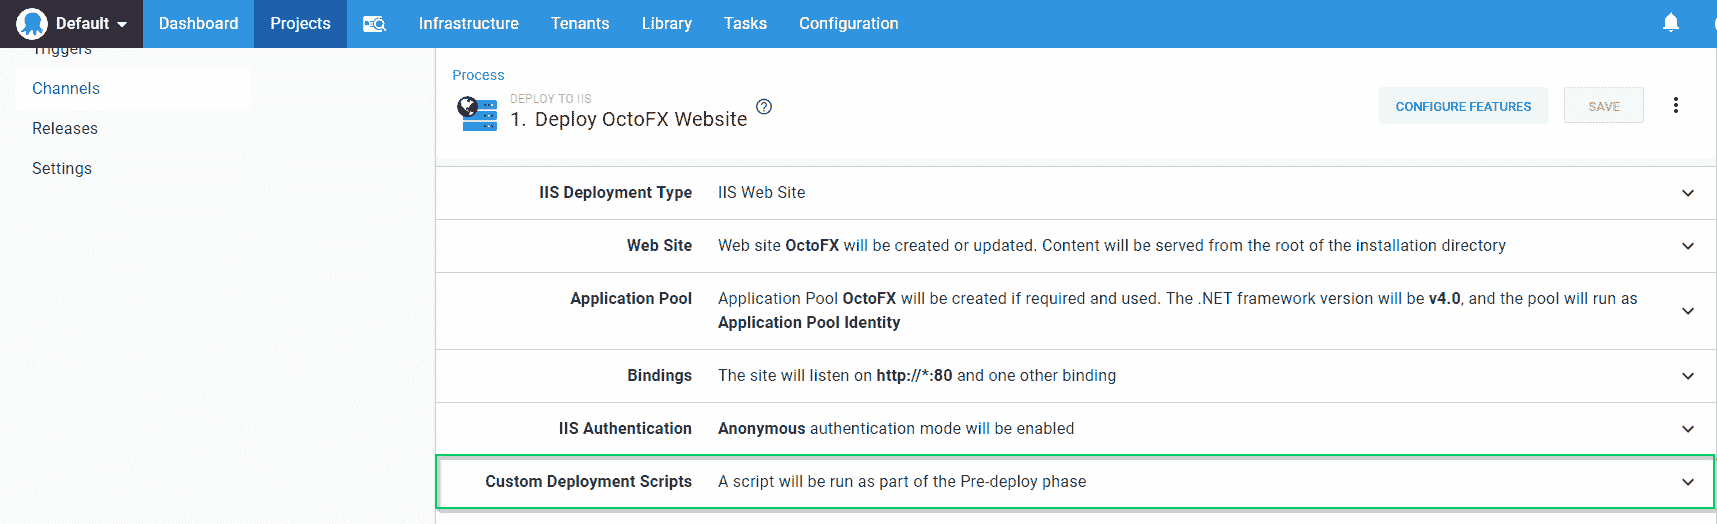 Default Dashboard Projects Infrastructure Tenants Library Tasks Configuration
Triggers
Channels
Releases
Settings
Process
DEPLOY TO IIS
1. Deploy OctoFX Website
CONFIGURE FEATURES
SAVE
IIS Deployment Type IIS Web Site
Web Site Web site OctoFX will be created or updated. Content will be served from the root of the installation directory
Application Pool Application Pool OctoFX will be created if required and used. The .NET framework version will be v4.0, and the pool will run as
Application Pool Identity
Bindings The site will listen on http://*:80 and one other binding
IIS Authentication Anonymous authentication mode will be enabled
Custom Deployment Scripts A script will be run as part of the Pre-deploy phase